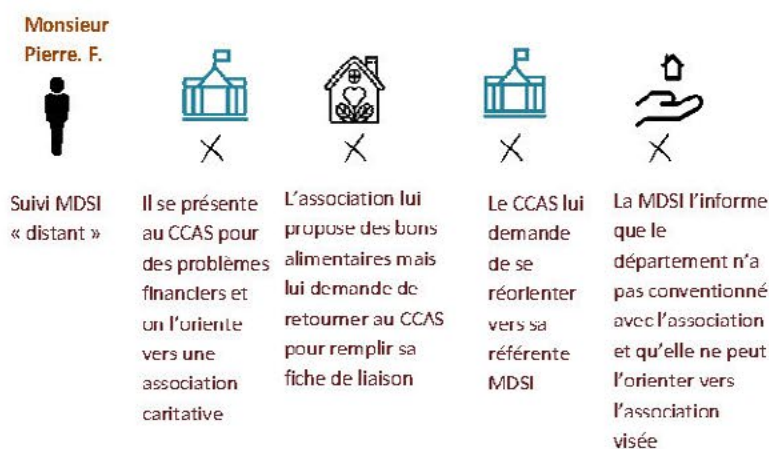 Monsieur
Pierre. F.
Suivi MDSI
« distant »
Il se présente
au CCAS pour
des problèmes
financiers et
on l'oriente
vers une
association
caritative
L'association lui
propose des bons
alimentaires mais
lui demande de
retourner au CCAS
pour remplir sa
fiche de liaison
Le CCAS lui
demande
de se
réorienter
vers sa
référente
MDSI
La MDSI l'informe
que le
département n'a
pas conventionné
avec l'association
et qu'elle ne peut
l'orienter vers
l'association
visée